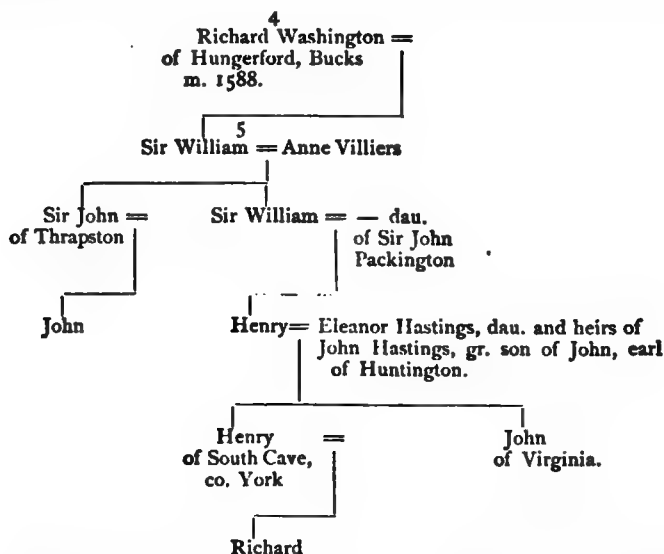 4
Richard Washington =
of Hungerford, Bucks
m. 1588.
5
Sir William = Anne Villiers
Sir John =
of Thrapston
Sir William = — dau.
of Sir John
Packington
John
Henry = Eleanor Hastings, dau. and heirs of
John Hastings, gr. son of John, earl
of Huntington.
Henry =
of South Cave,
co. York
John
of Virginia.
Richard